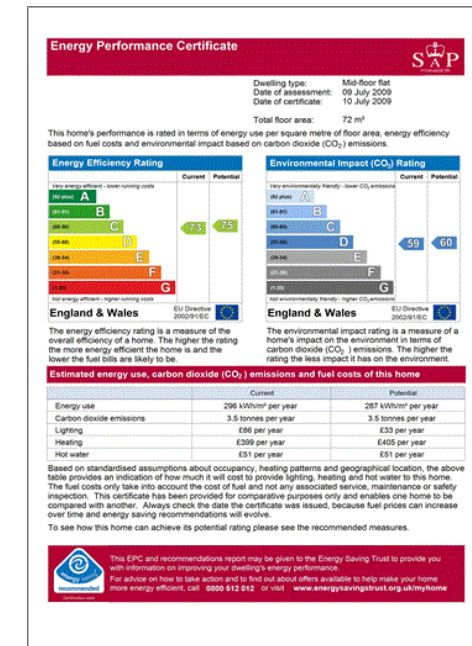 Energy Performance Certificate
SAP
Dwelling type: Mid-floor flat
Date of assessment: 09 July 2009
Date of certificate: 10 July 2009
Total floor area: 72 m²
This home's performance is rated in terms of energy use per square metre of floor area, energy efficiency
based on fuel costs and environmental impact based on carbon dioxide (CO₂) emissions.
Energy Efficiency Rating
Current Potential
Very energy efficient - lower running costs
(92 plus) A
(81-91) B
(69-80) C
(55-68) D
(39-54) E
(21-38) F
(1-20) G
73 75
Not energy efficient - higher running costs
England & Wales
EU Directive
2002/91/EC
Environmental Impact (CO₂) Rating
Current Potential
Very environmentally friendly - lower CO₂ emissions
(92 plus) A
(81-91) B
(69-80) C
(55-68) D
(39-54) E
(21-38) F
(1-20) G
59 60
Not environmentally friendly - higher CO₂ emissions
England & Wales
EU Directive
2002/91/EC
The energy efficiency rating is a measure of the
overall efficiency of a home. The higher the rating
the more energy efficient the home is and the
lower the fuel bills are likely to be.
The environmental impact rating is a measure of a
home's impact on the environment in terms of
carbon dioxide (CO₂) emissions. The higher the
rating the less impact it has on the environment.
Estimated energy use, carbon dioxide (CO₂) emissions and fuel costs of this home
Current Potential
Energy use 296 kWh/m² per year 287 kWh/m² per year
Carbon dioxide emissions 3.5 tonnes per year 3.5 tonnes per year
Lighting £66 per year £33 per year
Heating £399 per year £405 per year
Hot water £51 per year £51 per year
Based on standardised assumptions about occupancy, heating patterns and geographical location, the above
table provides an indication of how much it will cost to provide lighting, heating and hot water to this home.
The fuel costs only take into account the cost of fuel and not any associated service, maintenance or safety
inspection. This certificate has been provided for comparative purposes only and enables one home to be
compared with another. Always check the date the certificate was issued, because fuel prices can increase
over time and energy saving recommendations will evolve.
To see how this home can achieve its potential rating please see the recommended measures.
energy saving
recommended
This EPC and recommendations report may be given to the Energy Saving Trust to provide you
with information on improving your dwelling's energy performance.
For advice on how to take action and to find out about offers available to help make your home
more energy efficient, call 0800 512 012 or visit www.energysavingstrust.org.uk/myhome